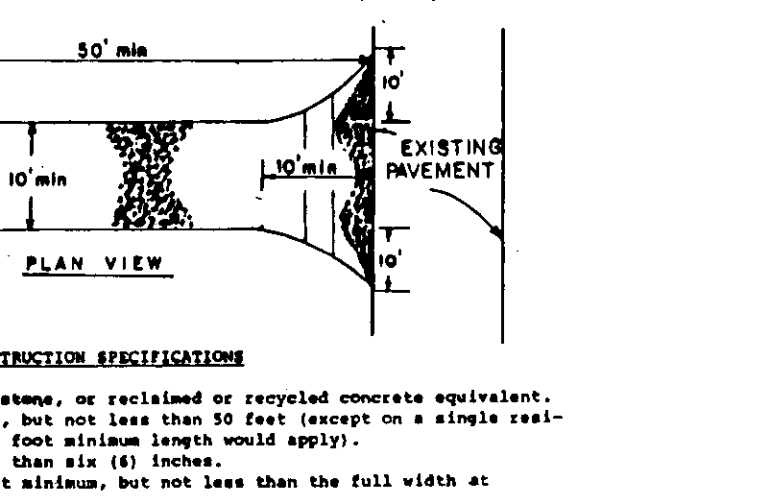 50' min
10'
EXISTING
10' min
10' min
PAVEMENT
PLAN VIEW
10'
TRUCTION SPECIFICATIONS
stone, or reclaimed or recycled concrete equivalent.
, but not less than 50 feet (except on a single resi-
foot minimum length would apply).
than six (6) inches.
t minimum, but not less than the full width at